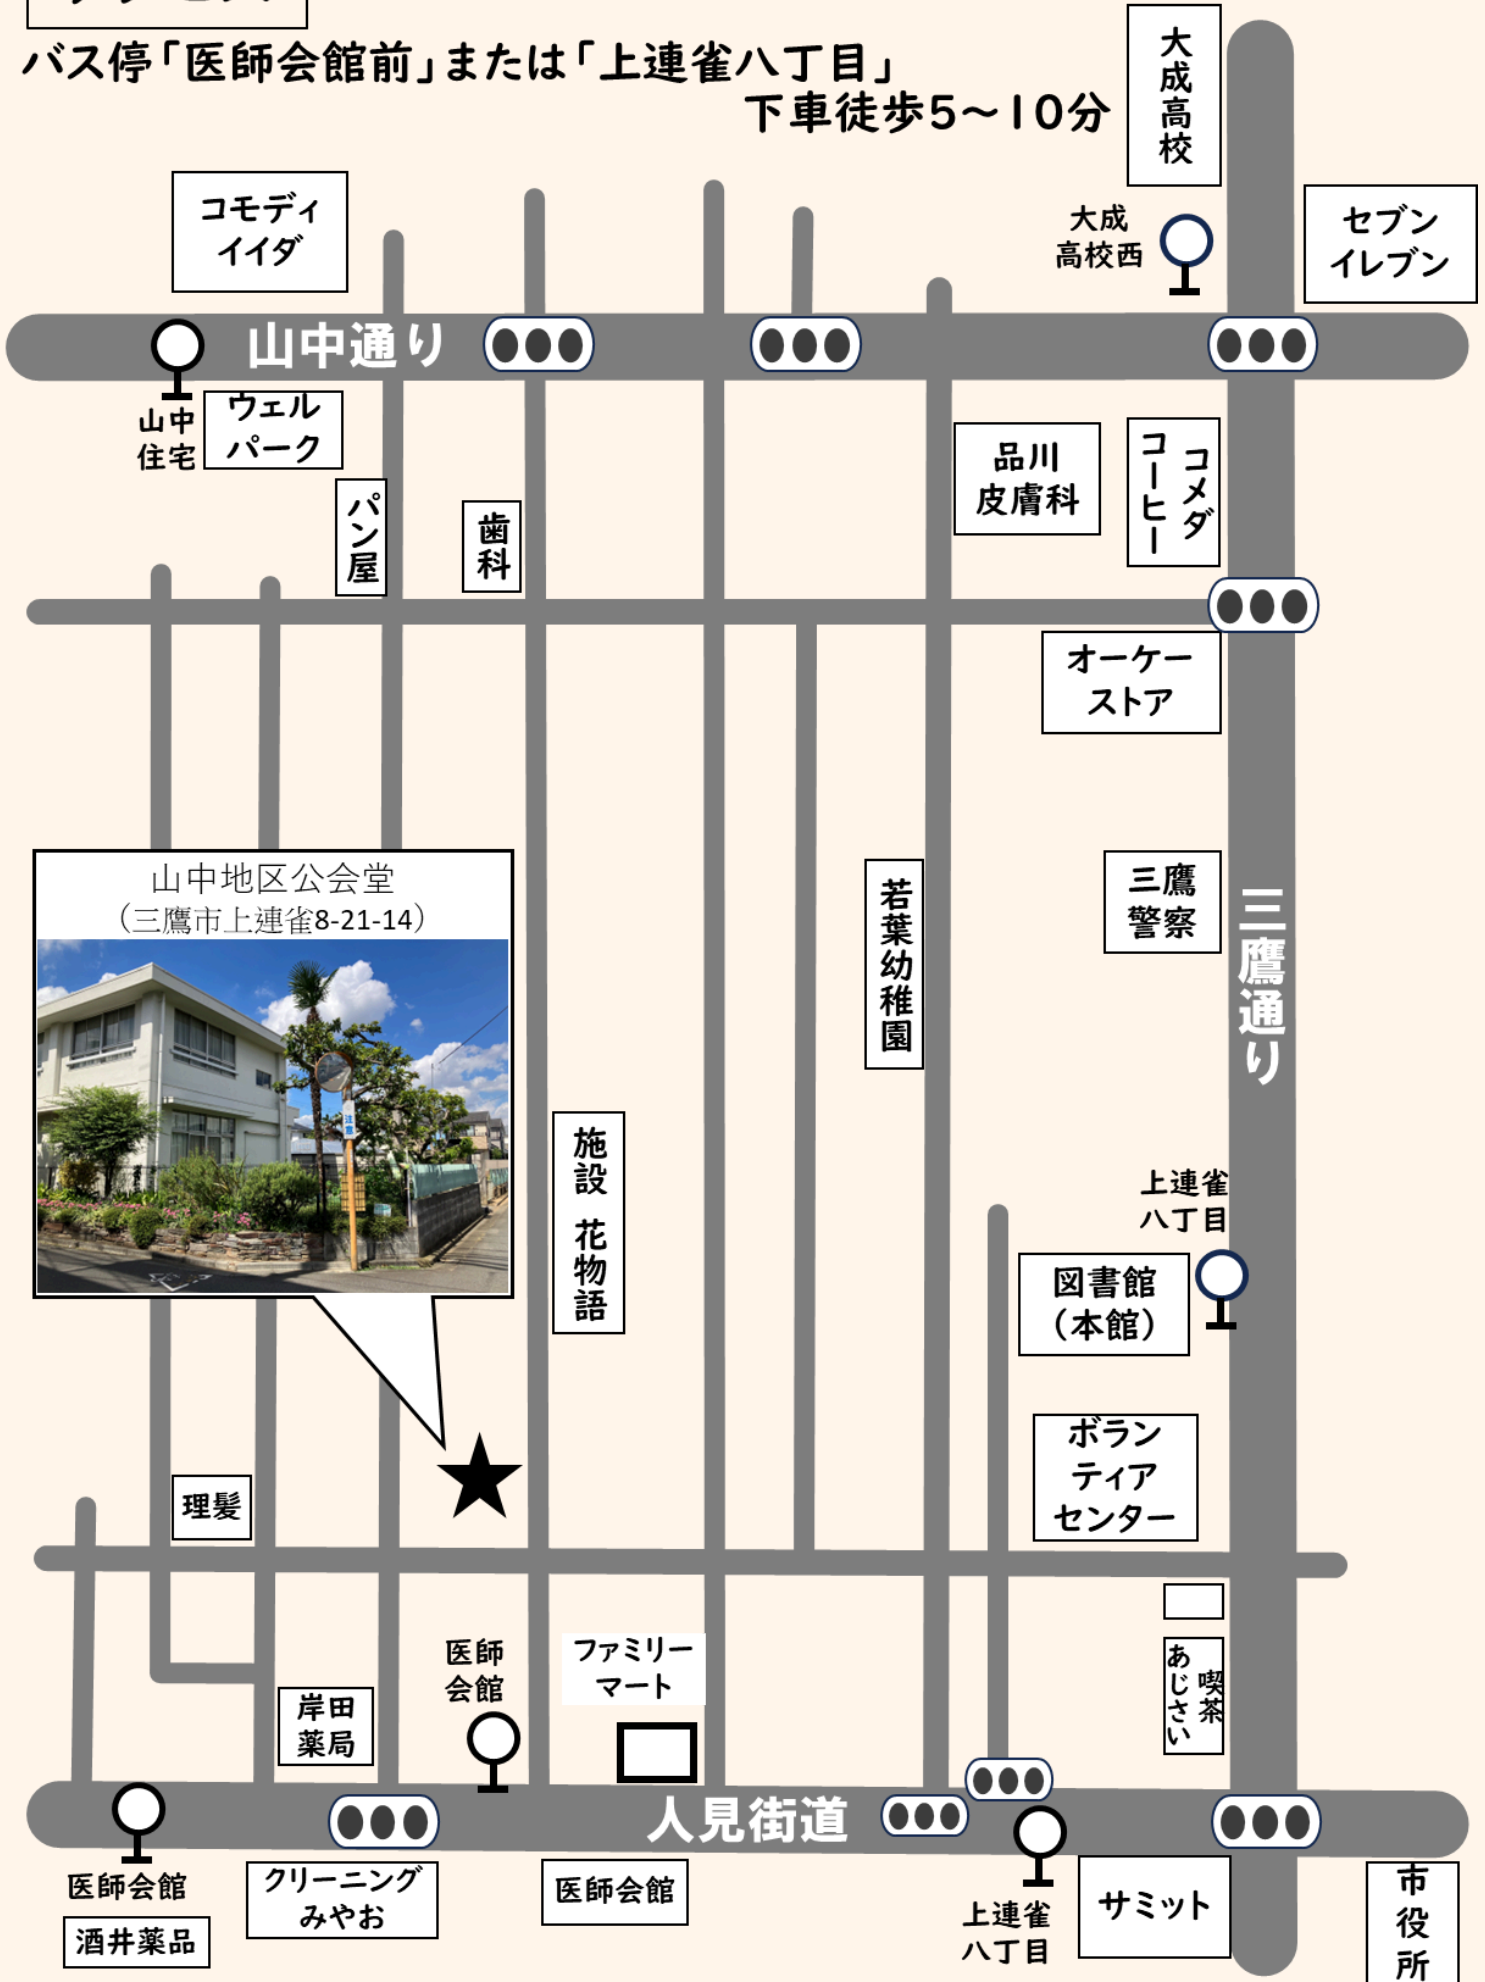 バス停「医師会館前」または「上連雀八丁目」
下車徒歩5~10分
大成高校
コモディ
イイダ
大成
高校西
セブン
イレブン
山中通り
山中
住宅
ウェル
パーク
パン屋
歯科
品川
皮膚科
コメダ
コーヒー
オーケー
ストア
山中地区公会堂
(三鷹市上連雀8-21-14)
注意
若葉幼稚園
三鷹
警察
三鷹通り
施設 花物語
上連雀
八丁目
図書館
(本館)
ボラン
ティア
センター
理髪
医師
会館
ファミリー
マート
喫茶
あじさい
岸田
薬局
人見街道
医師会館
酒井薬品
クリーニング
みやお
医師会館
上連雀
八丁目
サミット
市役所